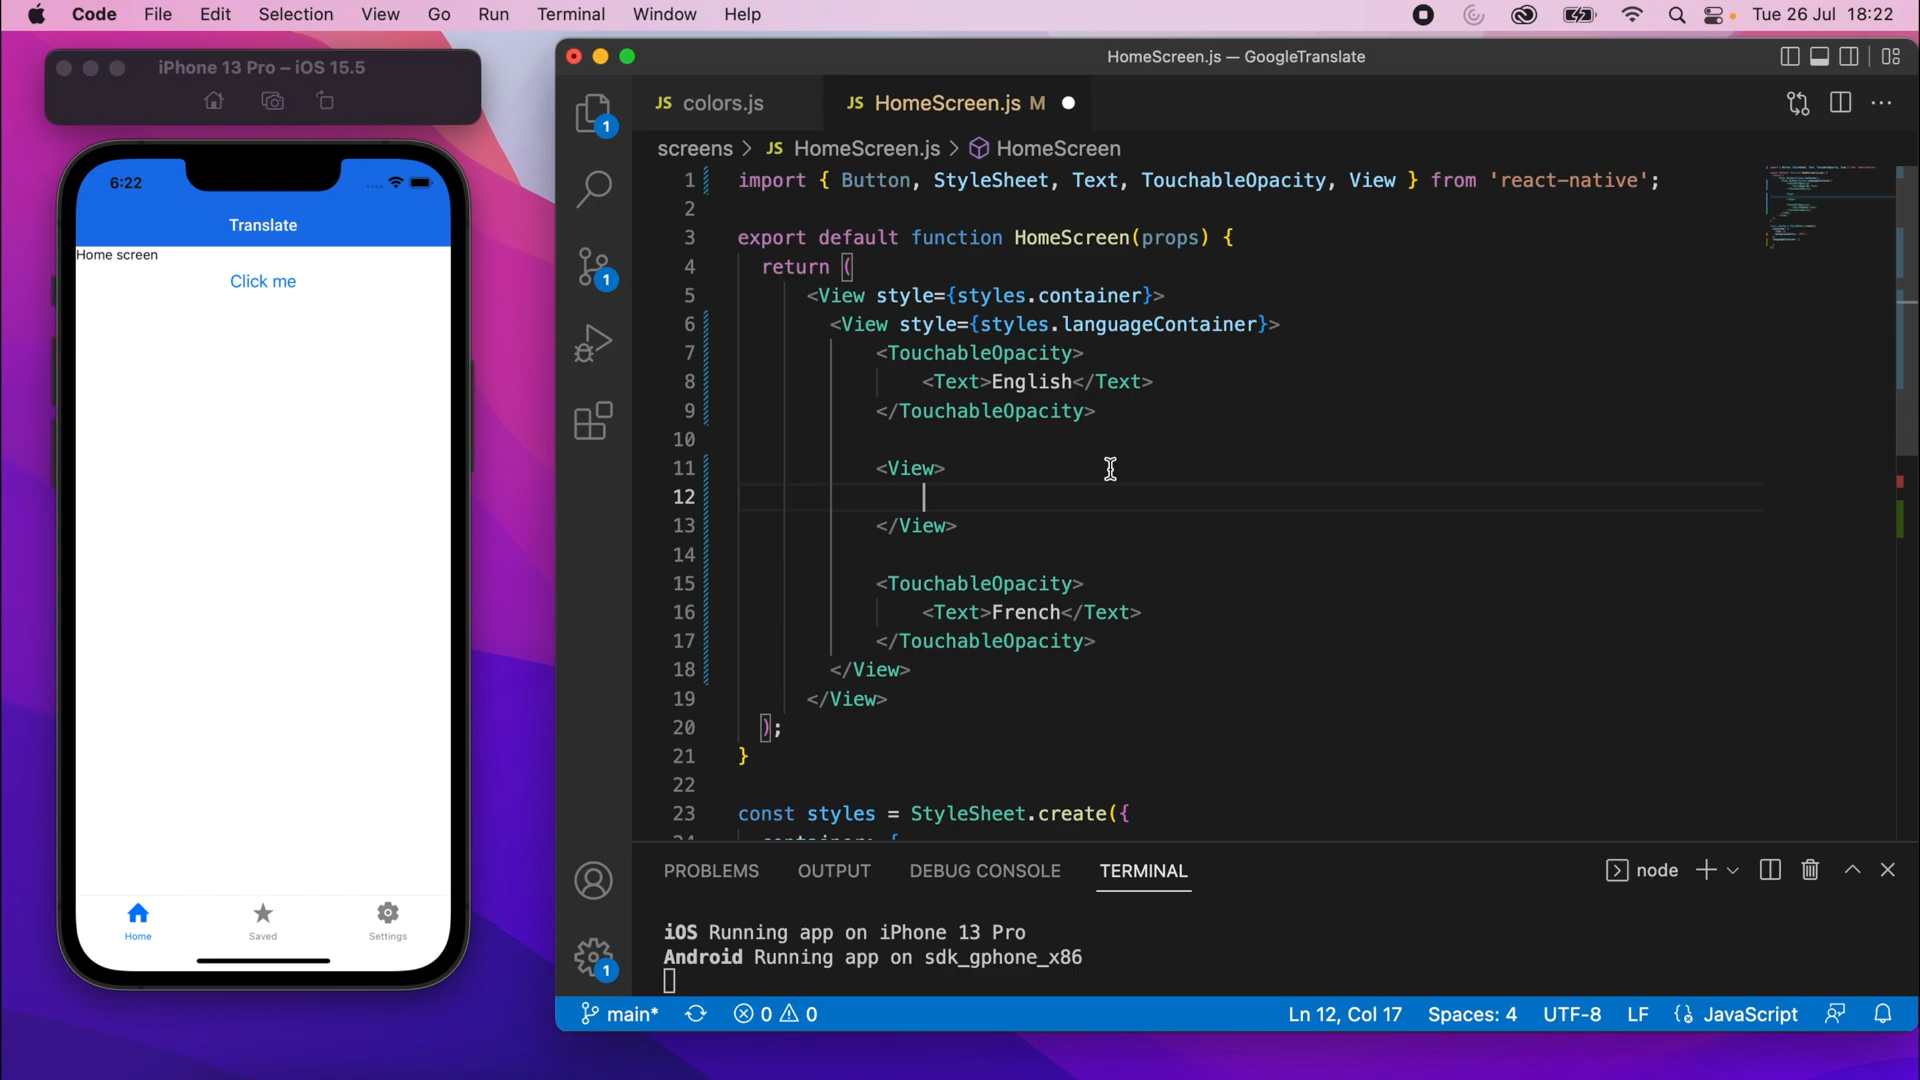 Code File Edit Selection View Go Run Terminal Window Help Tue 26 Jul 18:22
iPhone 13 Pro – iOS 15.5
6:22
Translate
Home screen
Click me
Home Saved Settings
HomeScreen.js — GoogleTranslate
JS colors.js JS HomeScreen.js M
screens > JS HomeScreen.js > HomeScreen
1 import { Button, StyleSheet, Text, TouchableOpacity, View } from 'react-native';
2
3 export default function HomeScreen(props) {
4 return (
5 <View style={styles.container}>
6 <View style={styles.languageContainer}>
7 <TouchableOpacity>
8 <Text>English</Text>
9 </TouchableOpacity>
10
11 <View>
12
13 </View>
14
15 <TouchableOpacity>
16 <Text>French</Text>
17 </TouchableOpacity>
18 </View>
19 </View>
20 );
21 }
22
23 const styles = StyleSheet.create({
1
1
1
PROBLEMS OUTPUT DEBUG CONSOLE TERMINAL node
iOS Running app on iPhone 13 Pro
Android Running app on sdk_gphone_x86
main* 0 0 Ln 12, Col 17 Spaces: 4 UTF-8 LF JavaScript